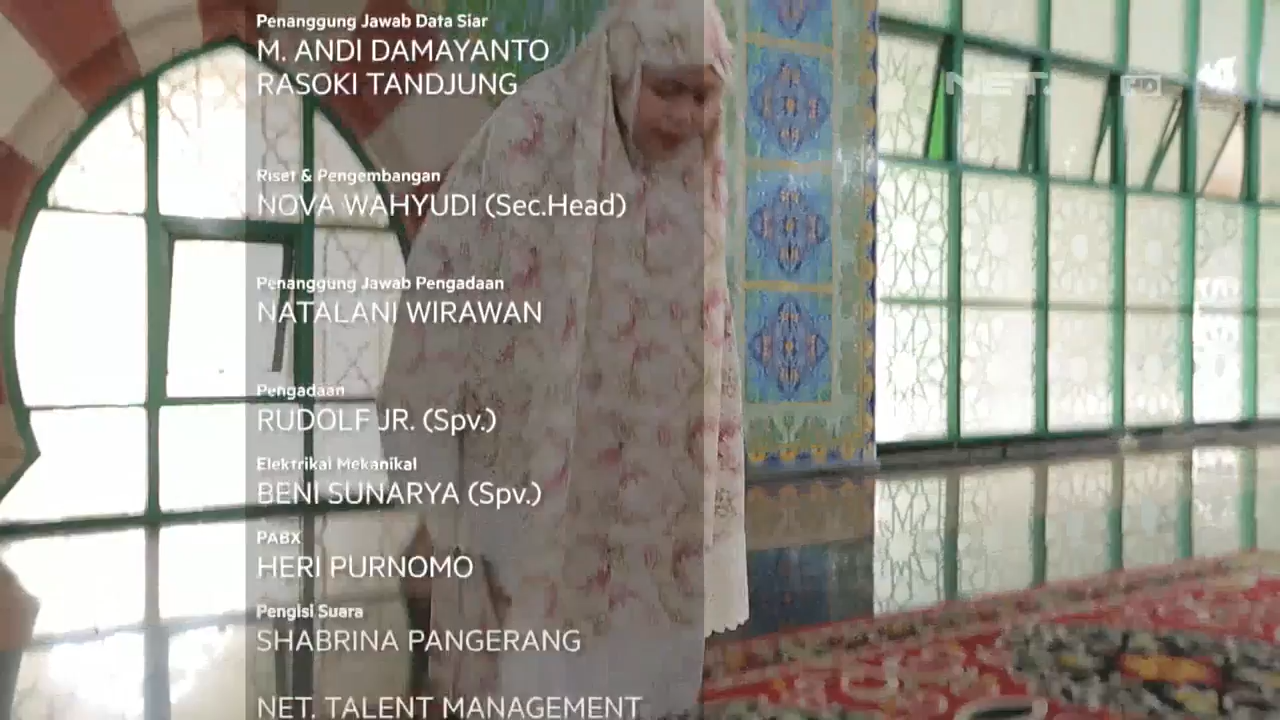 Penanggung Jawab Data Siar
M. ANDI DAMAYANTO
RASOKI TANDJUNG
NET. HD
Riset & Pengembangan
NOVA WAHYUDI (Sec.Head)
Penanggung Jawab Pengadaan
NATALANI WIRAWAN
Pengadaan
RUDOLF JR. (Spv.)
Elektrikal Mekanikal
BENI SUNARYA (Spv.)
PABX
HERI PURNOMO
Pengisi Suara
SHABRINA PANGERANG
NET. TALENT MANAGEMENT